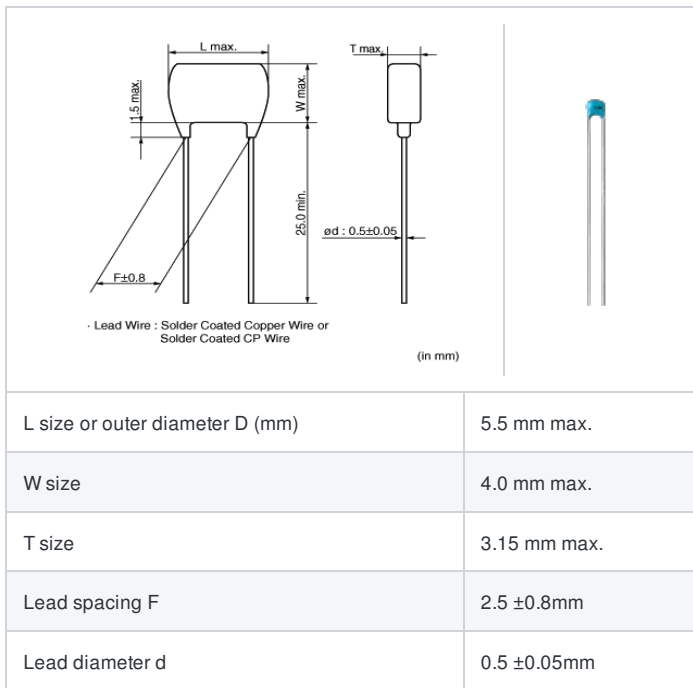 L max.
T max.
1.5 max.
W max.
25.0 min.
ød : 0.5±0.05
F±0.8
· Lead Wire : Solder Coated Copper Wire or
Solder Coated CP Wire
(in mm)
L size or outer diameter D (mm) 5.5 mm max.
W size 4.0 mm max.
T size 3.15 mm max.
Lead spacing F 2.5 ±0.8mm
Lead diameter d 0.5 ±0.05mm